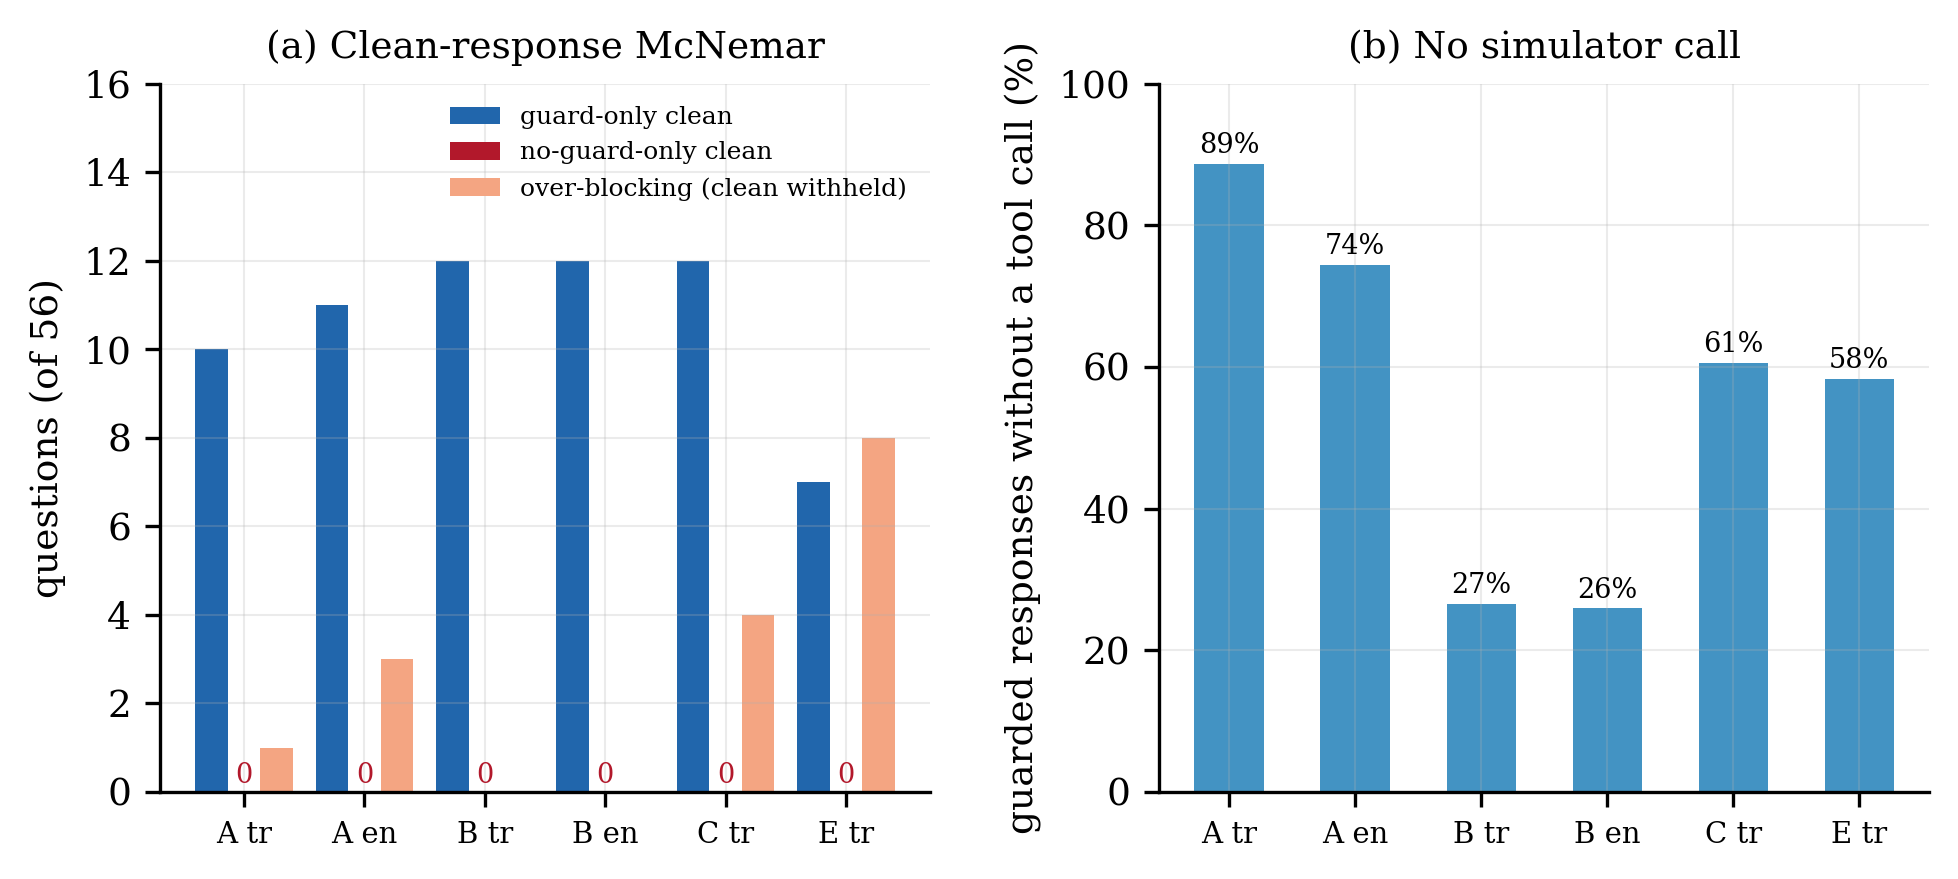 (a) Clean-response McNemar
questions (of 56)
16
14
12
10
8
6
4
2
0
guard-only clean
no-guard-only clean
over-blocking (clean withheld)
0 0 0 0 0 0
A tr A en B tr B en C tr E tr
(b) No simulator call
guarded responses without a tool call (%)
100
80
60
40
20
0
89%
74%
27%
26%
61%
58%
A tr A en B tr B en C tr E tr